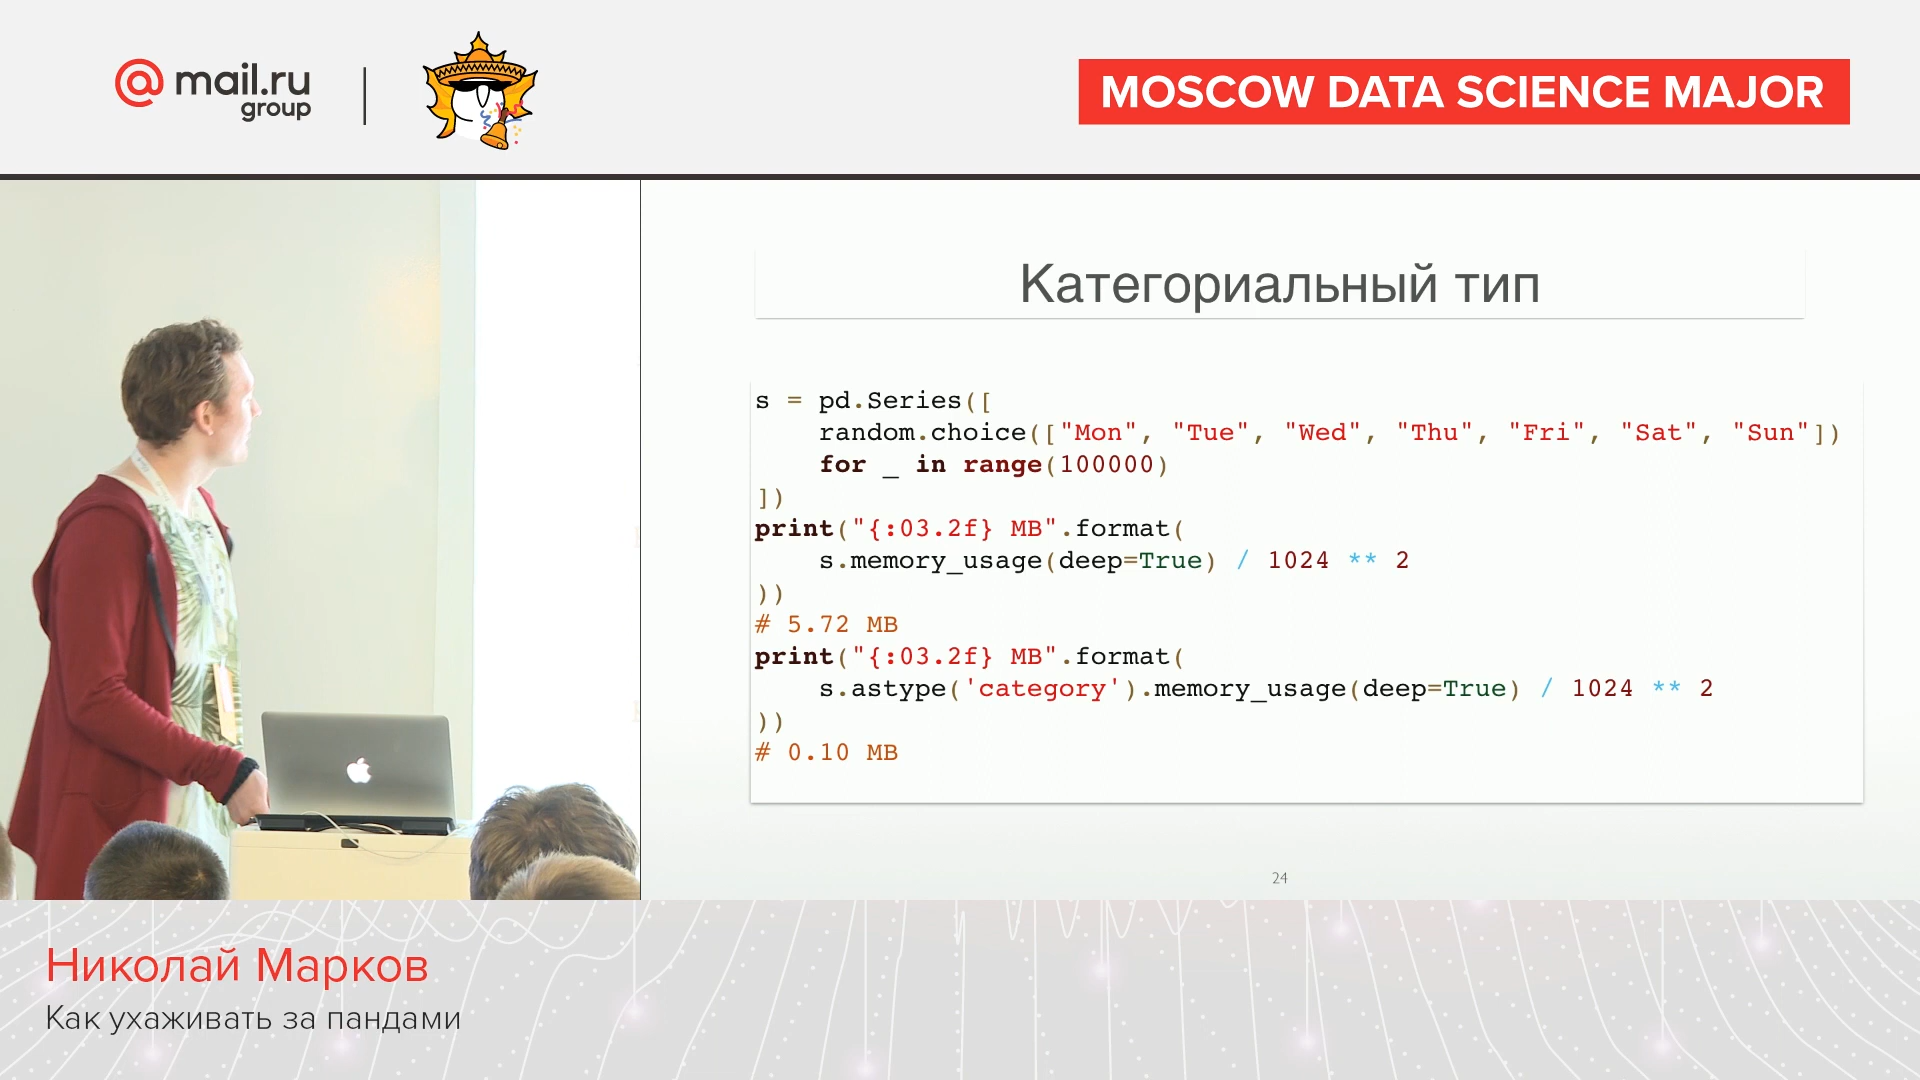 @ mail.ru
group
MOSCOW DATA SCIENCE MAJOR
Категориальный тип
s = pd.Series([
    random.choice(["Mon", "Tue", "Wed", "Thu", "Fri", "Sat", "Sun"])
    for _ in range(100000)
])
print("{:03.2f} MB".format(
    s.memory_usage(deep=True) / 1024 ** 2
))
# 5.72 MB
print("{:03.2f} MB".format(
    s.astype('category').memory_usage(deep=True) / 1024 ** 2
))
# 0.10 MB
24
Николай Марков
Как ухаживать за пандами